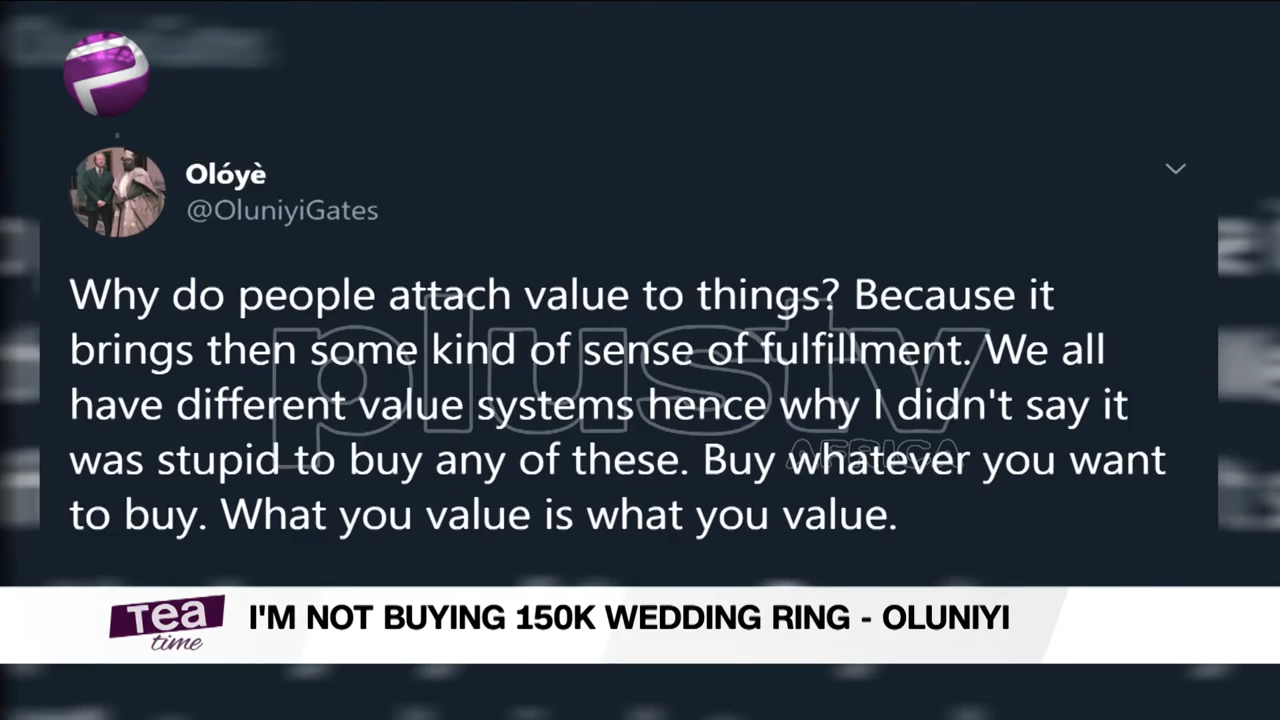 Olóyè
@OluniyiGates
Why do people attach value to things? Because it
brings then some kind of sense of fulfillment. We all
have different value systems hence why I didn't say it
was stupid to buy any of these. Buy whatever you want
to buy. What you value is what you value.
plustv
AFRICA
Tea
time
I'M NOT BUYING 150K WEDDING RING - OLUNIYI